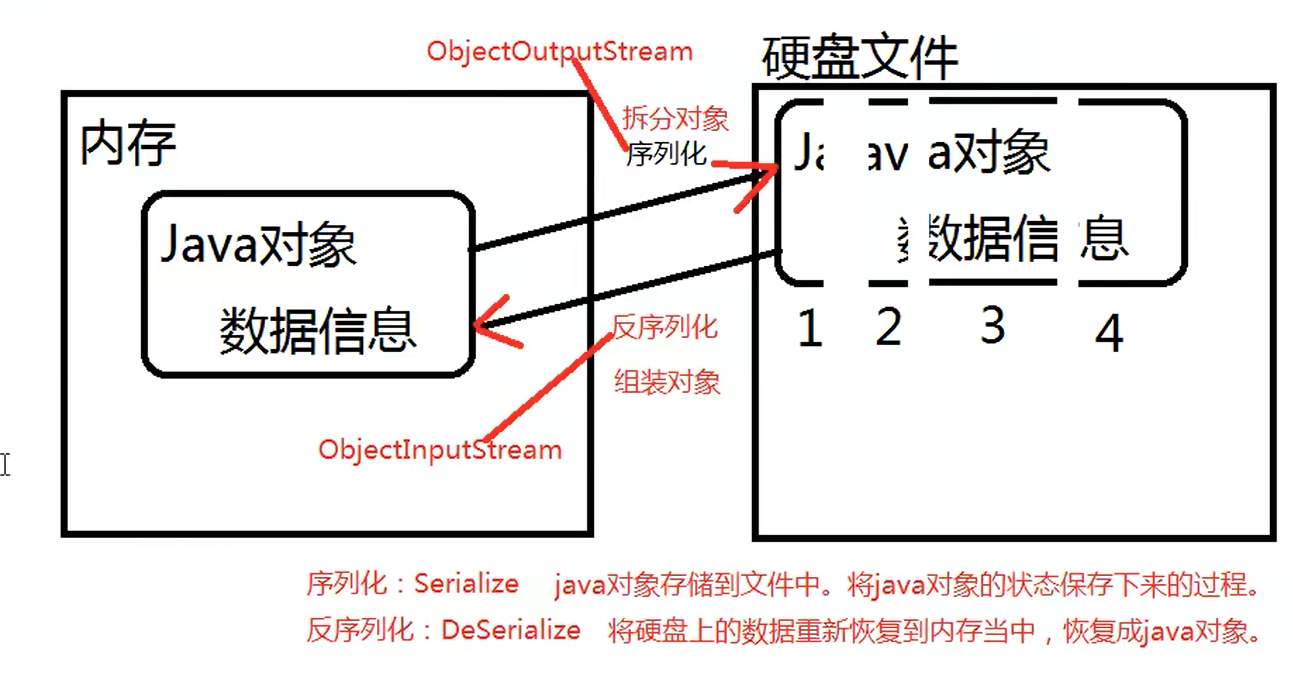 ObjectOutputStream
硬盘文件
拆分对象
序列化
内存
Java对象
数据信息
Ja av a对象
数 数据信 息
1 2 3 4
反序列化
组装对象
ObjectInputStream
序列化：Serialize java对象存储到文件中。将java对象的状态保存下来的过程。
反序列化：DeSerialize 将硬盘上的数据重新恢复到内存当中，恢复成java对象。